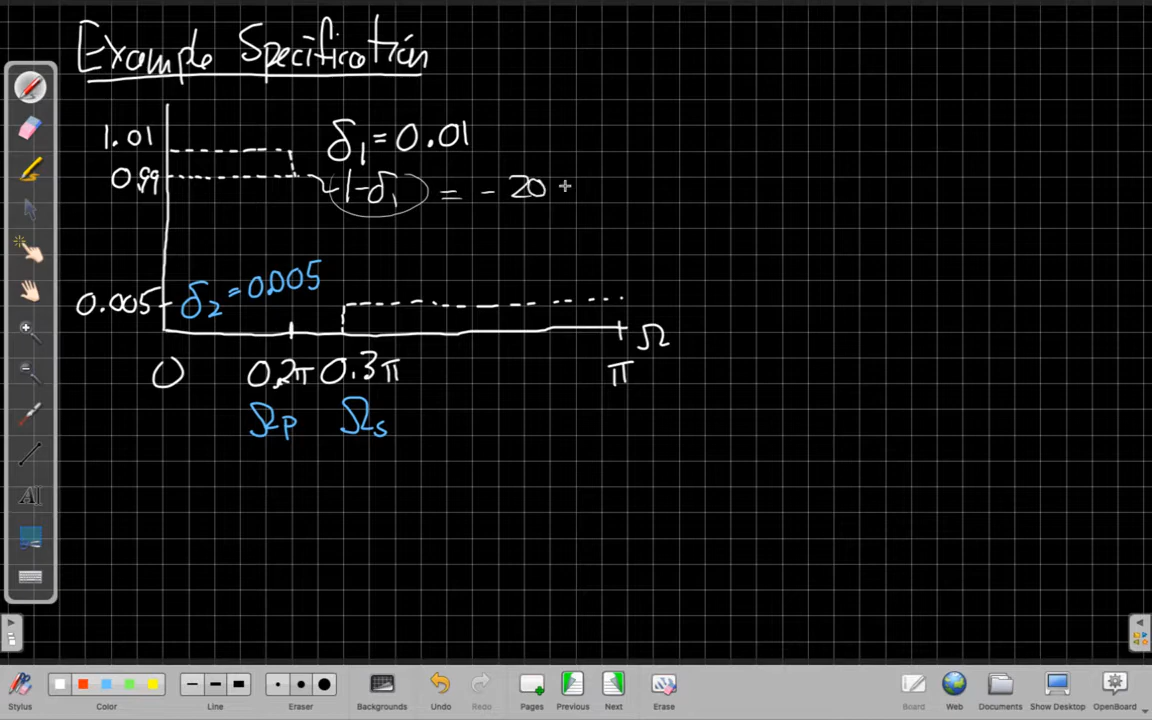 Example Specification
1.01
δ₁ = 0.01
0.99
1-δ₁ = - 20
δ₂ = 0.005
0.005
Ω
0 0.2π 0.3π π
Ωp Ωs
Stylus Color Line Eraser Backgrounds Undo Redo Pages Previous Next Erase Board Web Documents Show Desktop OpenBoard